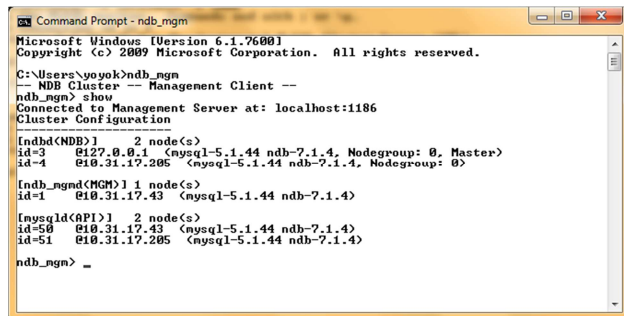 Command Prompt - ndb_mgm
Microsoft Windows [Version 6.1.7600]
Copyright (c) 2009 Microsoft Corporation.  All rights reserved.
C:\Users\yoyok>ndb_mgm
-- NDB Cluster -- Management Client --
ndb_mgm> show
Connected to Management Server at: localhost:1186
Cluster Configuration
---------------------
[ndbd(NDB)]     2 node(s)
id=3    @127.0.0.1  (mysql-5.1.44 ndb-7.1.4, Nodegroup: 0, Master)
id=4    @10.31.17.205  (mysql-5.1.44 ndb-7.1.4, Nodegroup: 0)
[ndb_mgmd(MGM)] 1 node(s)
id=1    @10.31.17.43  (mysql-5.1.44 ndb-7.1.4)
[mysqld(API)]   2 node(s)
id=50   @10.31.17.43  (mysql-5.1.44 ndb-7.1.4)
id=51   @10.31.17.205  (mysql-5.1.44 ndb-7.1.4)
ndb_mgm> _